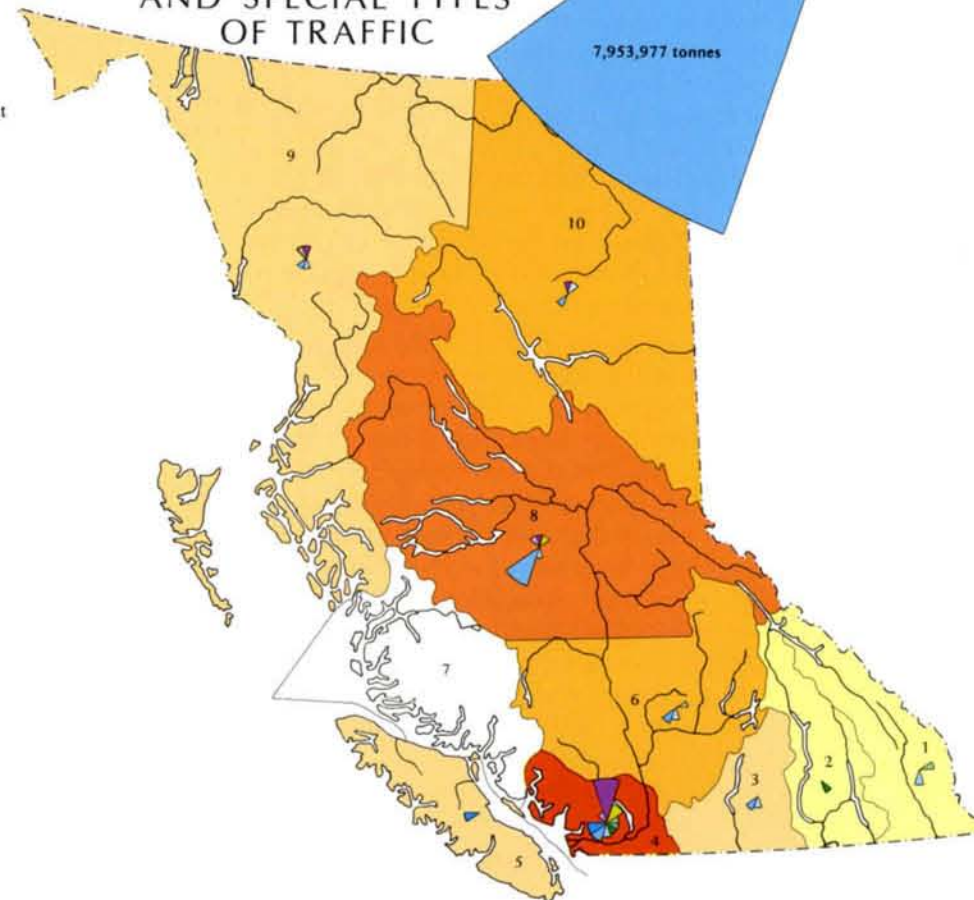 AND SPECIAL TYPES
OF TRAFFIC
7,953,977 tonnes
t
9
10
8
7
6
1
2
3
4
5